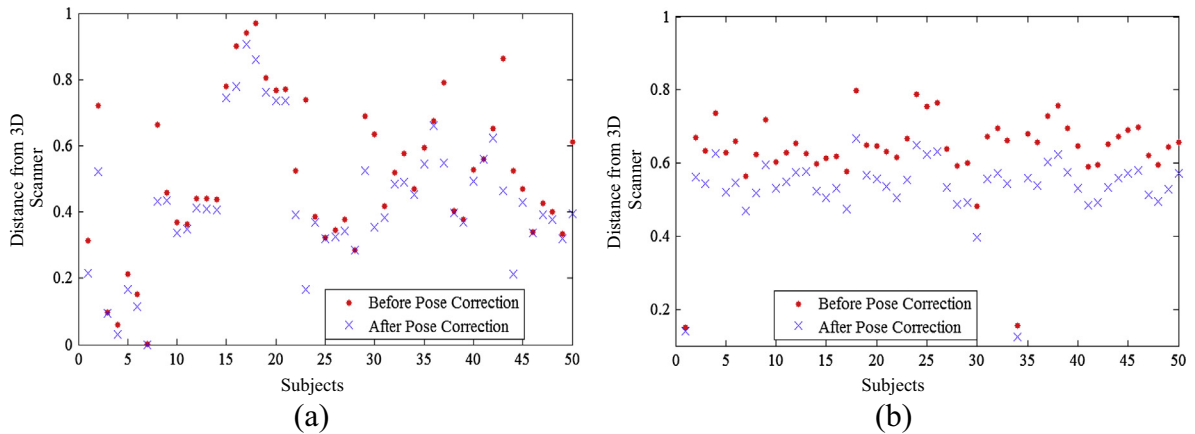 Distance from 3D
Scanner
1
0.8
0.6
0.4
0.2
0
0 5 10 15 20 25 30 35 40 45 50
Before Pose Correction
After Pose Correction
Subjects
(a)
Distance from 3D
Scanner
1
0.8
0.6
0.4
0.2
0 5 10 15 20 25 30 35 40 45 50
Before Pose Correction
After Pose Correction
Subjects
(b)